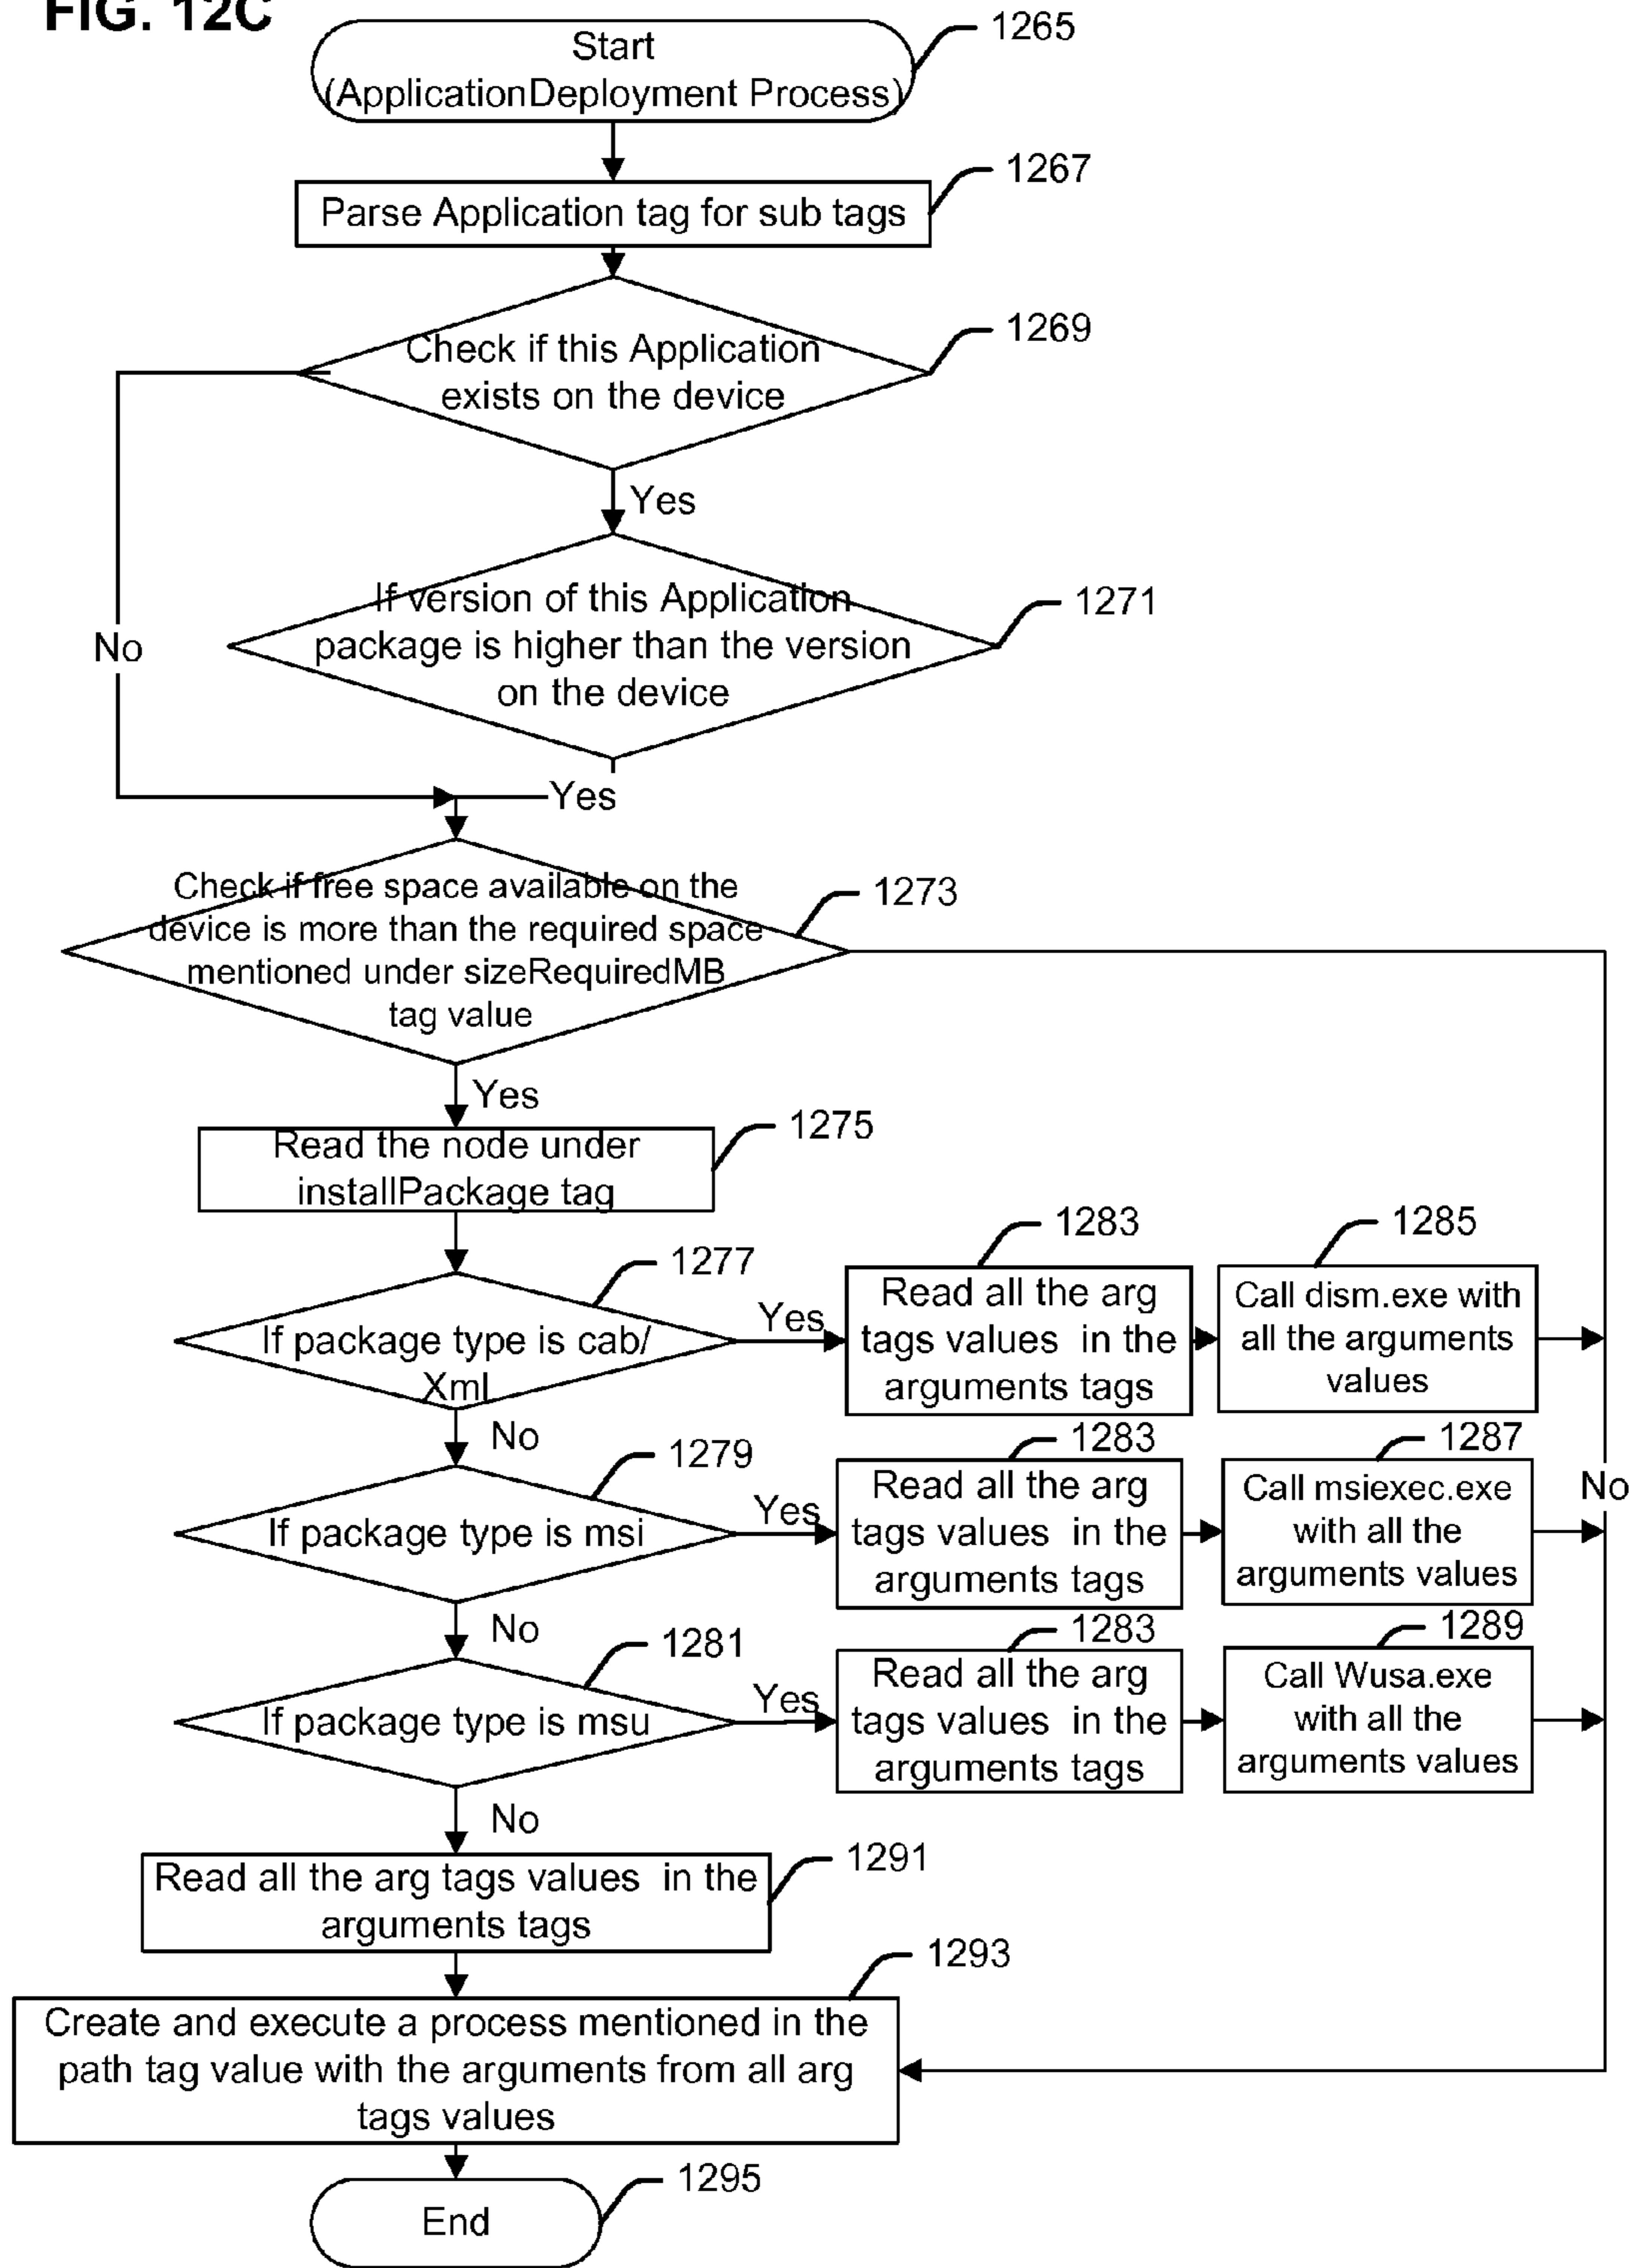 FIG. 12C
Start
(ApplicationDeployment Process)
1265
Parse Application tag for sub tags
1267
Check if this Application
exists on the device
1269
Yes
If version of this Application
package is higher than the version
on the device
1271
No
Yes
Check if free space available on the
device is more than the required space
mentioned under sizeRequiredMB
tag value
1273
Yes
Read the node under
installPackage tag
1275
If package type is cab/
Xml
1277
Yes
Read all the arg
tags values in the
arguments tags
1283
Call dism.exe with
all the arguments
values
1285
No
If package type is msi
1279
Yes
Read all the arg
tags values in the
arguments tags
1283
Call msiexec.exe
with all the
arguments values
1287
No
No
If package type is msu
1281
Yes
Read all the arg
tags values in the
arguments tags
1283
Call Wusa.exe
with all the
arguments values
1289
No
Read all the arg tags values in the
arguments tags
1291
Create and execute a process mentioned in the
path tag value with the arguments from all arg
tags values
1293
End
1295